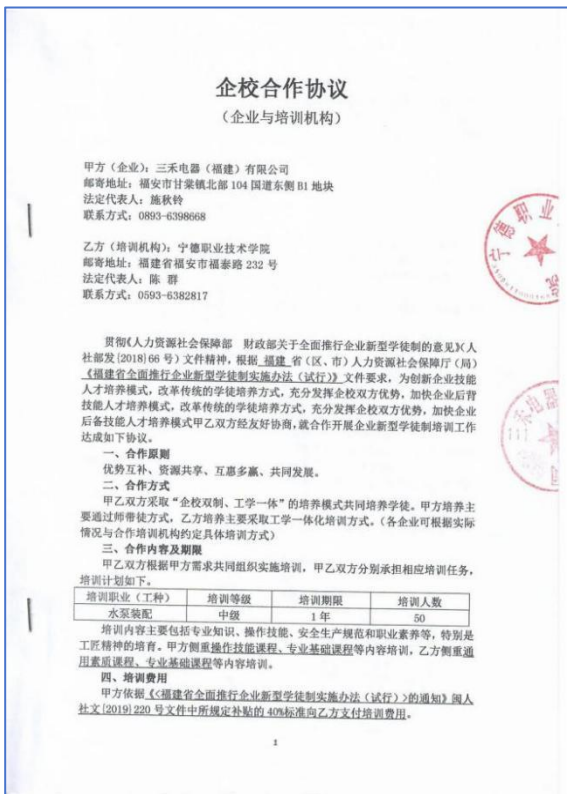 企校合作协议
（企业与培训机构）
甲方（企业）：三禾电器（福建）有限公司
邮寄地址：福安市甘棠镇北部 104 国道东侧 B1 地块
法定代表人：施秋铃
联系方式：0893-6398668
乙方（培训机构）：宁德职业技术学院
邮寄地址：福建省福安市福泰路 232 号
法定代表人：陈 群
联系方式：0593-6382817
贯彻《人力资源社会保障部 财政部关于全面推行企业新型学徒制的意见》（人
社部发〔2018〕66 号）文件精神，根据 福建 省（区、市）人力资源社会保障厅（局）
《福建省全面推行企业新型学徒制实施办法（试行）》文件要求，为创新企业技能
人才培养模式，改革传统的学徒培养方式，充分发挥企校双方优势，加快企业后背
技能人才培养模式，改革传统的学徒培养方式，充分发挥企校双方优势，加快企业
后备技能人才培养模式甲乙双方经友好协商，就合作开展企业新型学徒制培训工作
达成如下协议。
一、合作原则
优势互补、资源共享、互惠多赢、共同发展。
二、合作方式
甲乙双方采取“企校双制、工学一体”的培养模式共同培养学徒。甲方培养主
要通过师带徒方式，乙方培养主要采取工学一体化培训方式。（各企业可根据实际
情况与合作培训机构的定具体培训方式）
三、合作内容及期限
甲乙双方根据甲方需求共同组织实施培训，甲乙双方分别承担相应培训任务，
培训计划如下。
培训职业（工种） 培训等级 培训期限 培训人数
水泵装配 中级 1 年 50
培训内容主要包括专业知识、操作技能、安全生产规范和职业素养等，特别是
工匠精神的培育。甲方侧重操作技能课程、专业基础课程等内容培训，乙方侧重通
用素质课程、专业基础课程等内容培训。
四、培训费用
甲方依据《<福建省全面推行企业新型学徒制实施办法（试行）>的通知》闽人
社文〔2019〕220 号文件中所规定补贴的 40%标准向乙方支付培训费用。
1
宁德职业
三禾电器